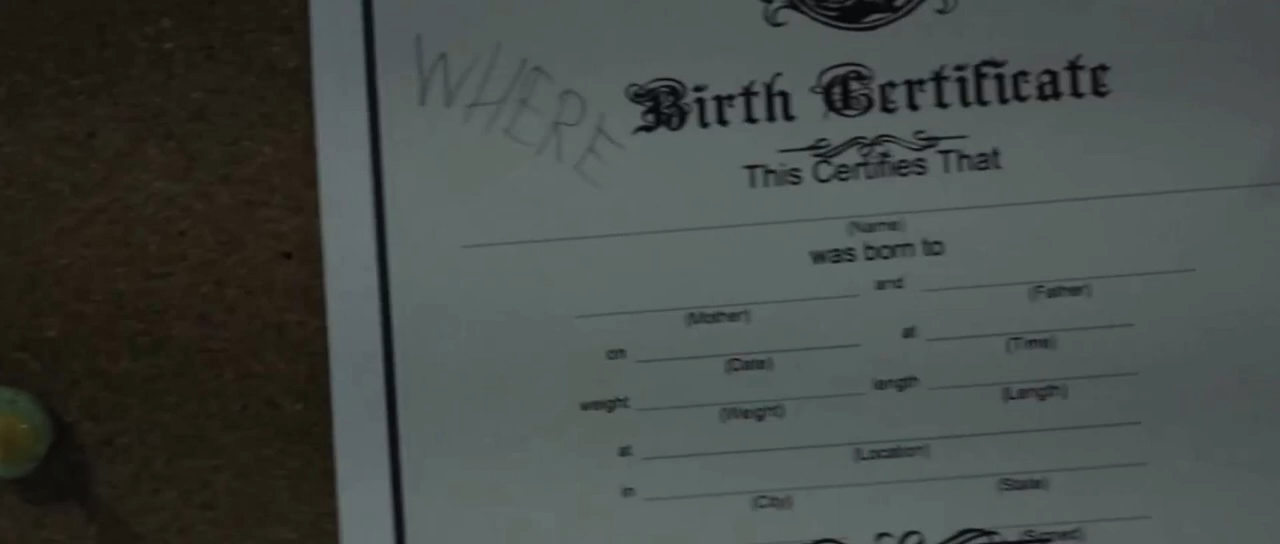 WHERE
Birth Certificate
This Certifies That
(Name)
was born to
and
(Mother) (Father)
on at
(Date) (Time)
weight length
(Weight) (Length)
at
(Location)
in
(City) (State)
(Signed)